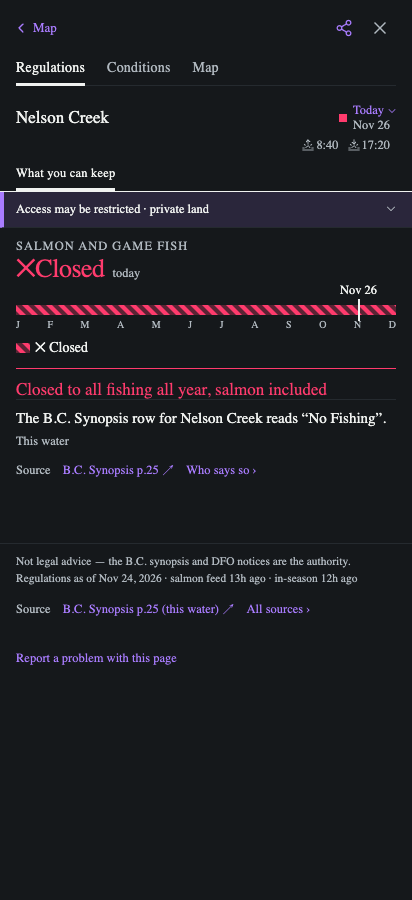 Map
Regulations Conditions Map
Nelson Creek
Today
Nov 26
8:40 17:20
What you can keep
Access may be restricted · private land
SALMON AND GAME FISH
Closed today
Nov 26
J F M A M J J A S O N D
Closed
Closed to all fishing all year, salmon included
The B.C. Synopsis row for Nelson Creek reads “No Fishing”.
This water
Source B.C. Synopsis p.25 ↗ Who says so ›
Not legal advice — the B.C. synopsis and DFO notices are the authority.
Regulations as of Nov 24, 2026 · salmon feed 13h ago · in-season 12h ago
Source B.C. Synopsis p.25 (this water) ↗ All sources ›
Report a problem with this page